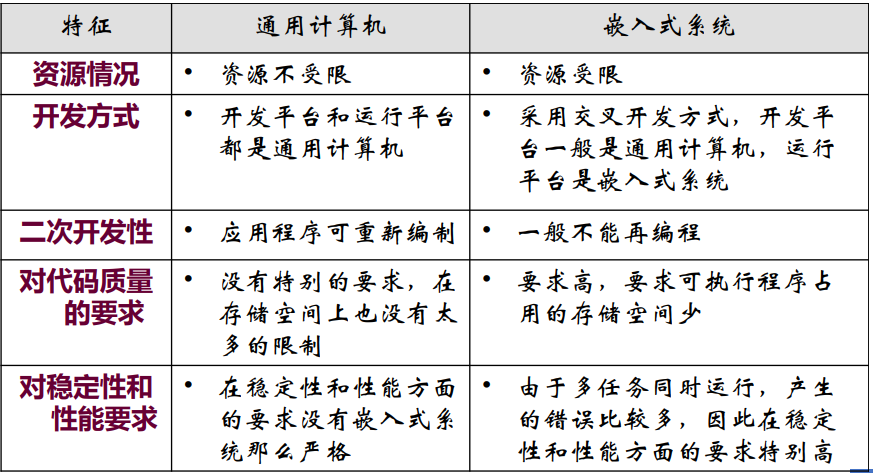 特征 通用计算机 嵌入式系统
资源情况 • 资源不受限 • 资源受限
开发方式 • 开发平台和运行平台 • 采用交叉开发方式，开发平
都是通用计算机 台一般是通用计算机，运行
平台是嵌入式系统
二次开发性 • 应用程序可重新编制 • 一般不能再编程
对代码质量 • 没有特别的要求，在 • 要求高，要求可执行程序占
的要求 存储空间上也没有太 用的存储空间少
多的限制
对稳定性和 • 在稳定性和性能方面 • 由于多任务同时运行，产生
性能要求 的要求没有嵌入式系 的错误比较多，因此在稳定
统那么严格 性和性能方面的要求特别高